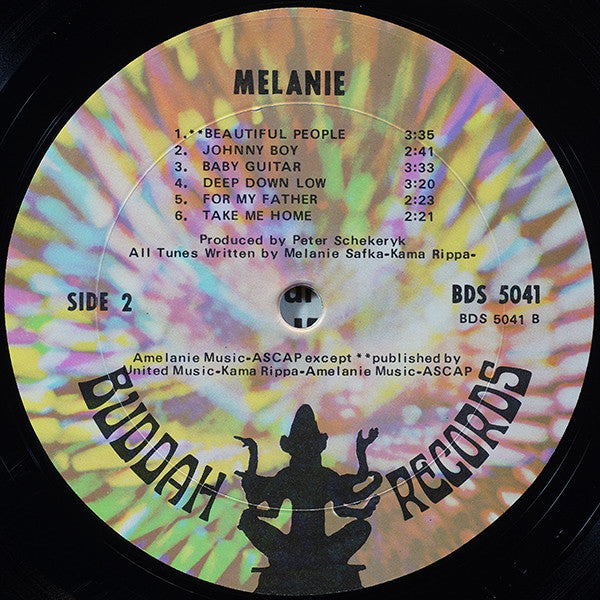 MELANIE
1.**BEAUTIFUL PEOPLE 3:35
2. JOHNNY BOY 2:41
3. BABY GUITAR 3:33
4. DEEP DOWN LOW 3:20
5. FOR MY FATHER 2:23
6. TAKE ME HOME 2:21
Produced by Peter Schekeryk
All Tunes Written by Melanie Safka-Kama Rippa-
SIDE 2
BDS 5041
BDS 5041 B
Amelanie Music-ASCAP except **published by
United Music-Kama Rippa-Amelanie Music-ASCAP
BUDDAH RECORDS